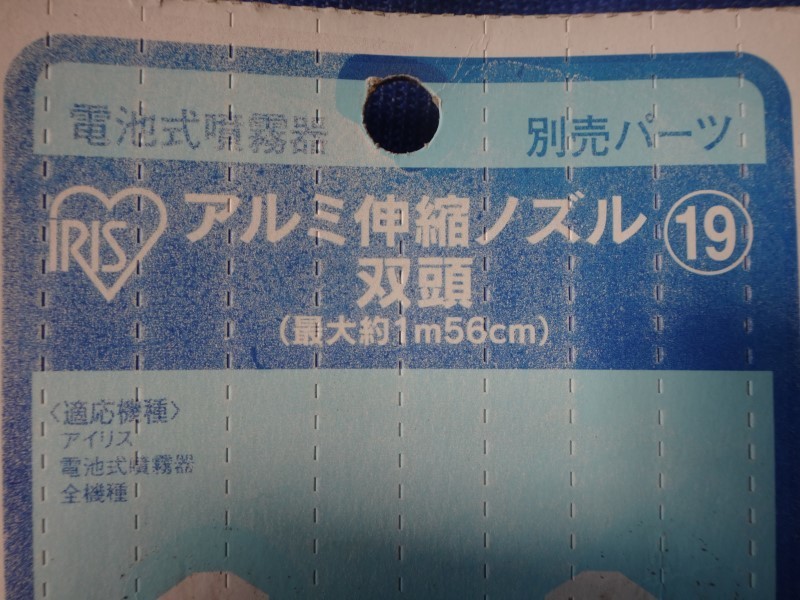 電池式噴霧器 別売パーツ
IRIS アルミ伸縮ノズル ⑲
双頭
(最大約1m56cm)
〈適応機種〉
アイリス
電池式噴霧器
全機種